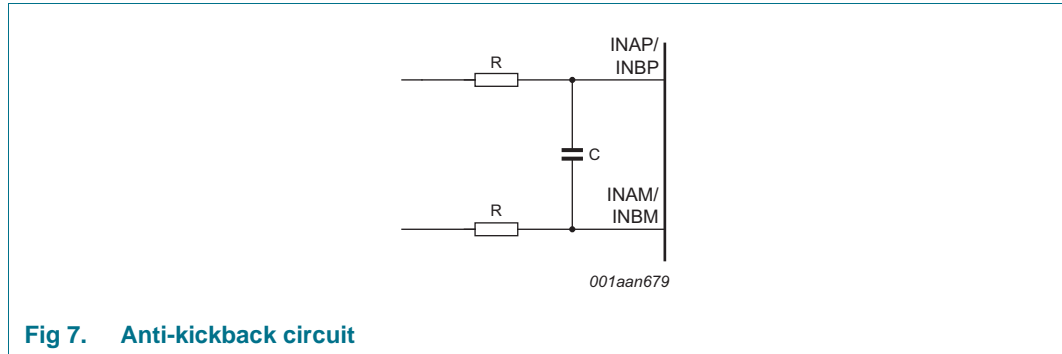 INAP/
INBP
R
C
INAM/
INBM
R
001aan679
Fig 7. Anti-kickback circuit